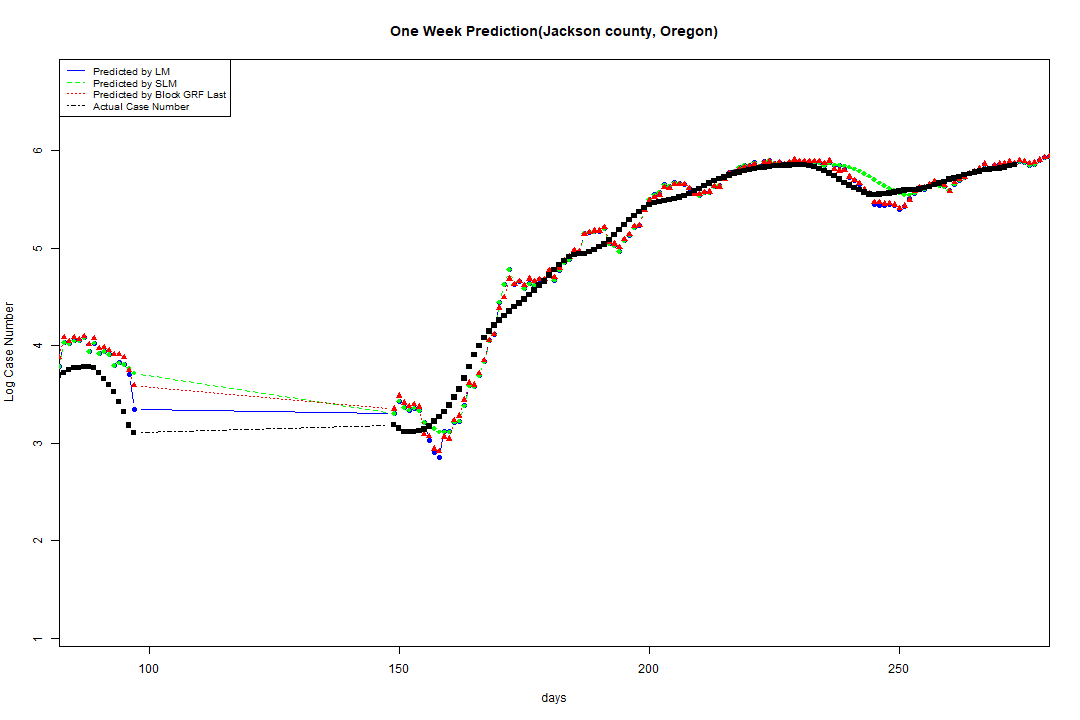 One Week Prediction(Jackson county, Oregon)
Predicted by LM
Predicted by SLM
Predicted by Block GRF Last
Actual Case Number
6
5
4
3
2
1
Log Case Number
100 150 200 250
days